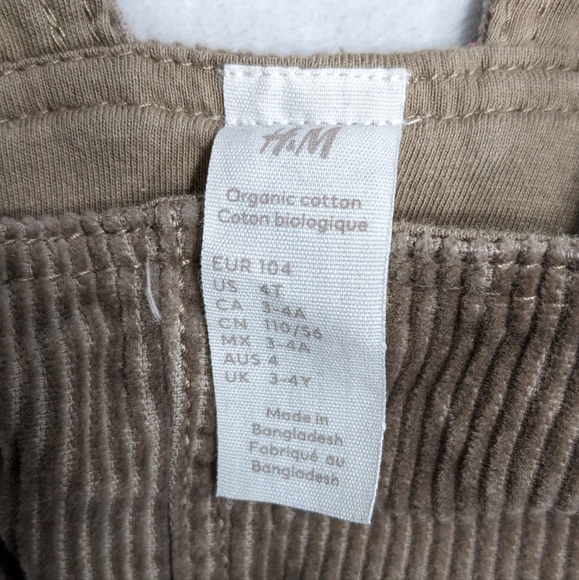 H&M
Organic cotton
Coton biologique
EUR 104
US 4T
CA 3-4A
CN 110/56
MX 3-4A
AUS 4
UK 3-4Y
Made in
Bangladesh
Fabriqué au
Bangladesh